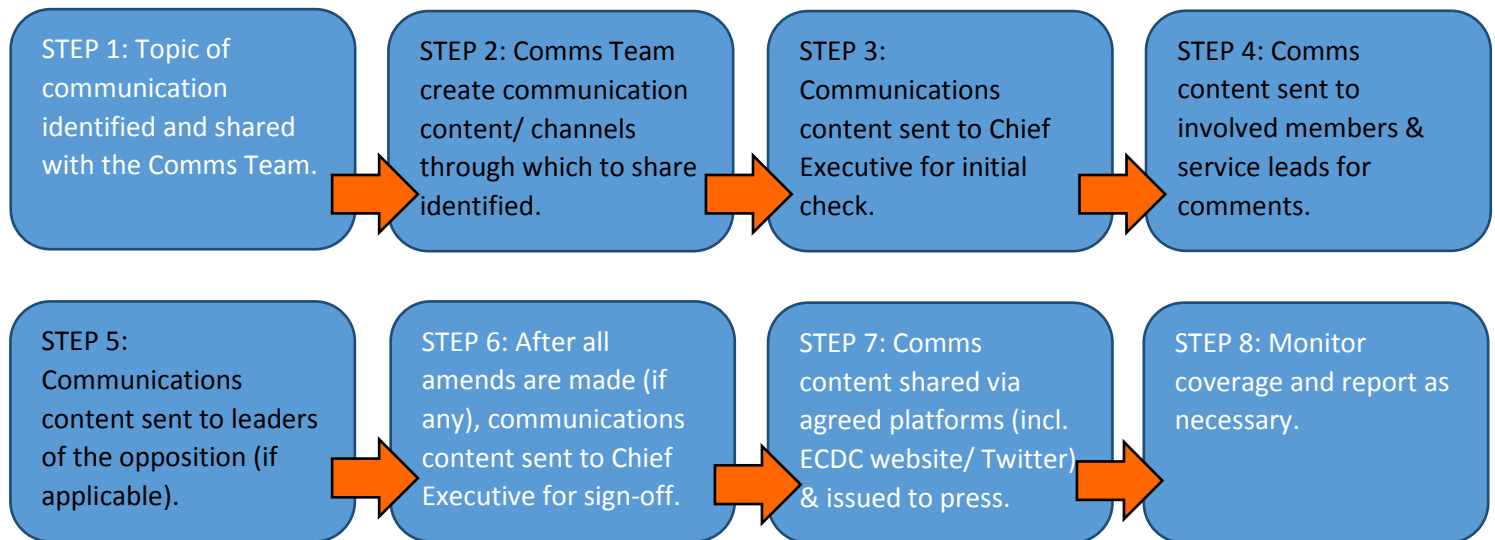 STEP 1: Topic of
communication
identified and shared
with the Comms Team.
STEP 2: Comms Team
create communication
content/ channels
through which to share
identified.
STEP 3:
Communications
content sent to Chief
Executive for initial
check.
STEP 4: Comms
content sent to
involved members &
service leads for
comments.
STEP 5:
Communications
content sent to leaders
of the opposition (if
applicable).
STEP 6: After all
amends are made (if
any), communications
content sent to Chief
Executive for sign-off.
STEP 7: Comms
content shared via
agreed platforms (incl.
ECDC website/ Twitter)
& issued to press.
STEP 8: Monitor
coverage and report as
necessary.